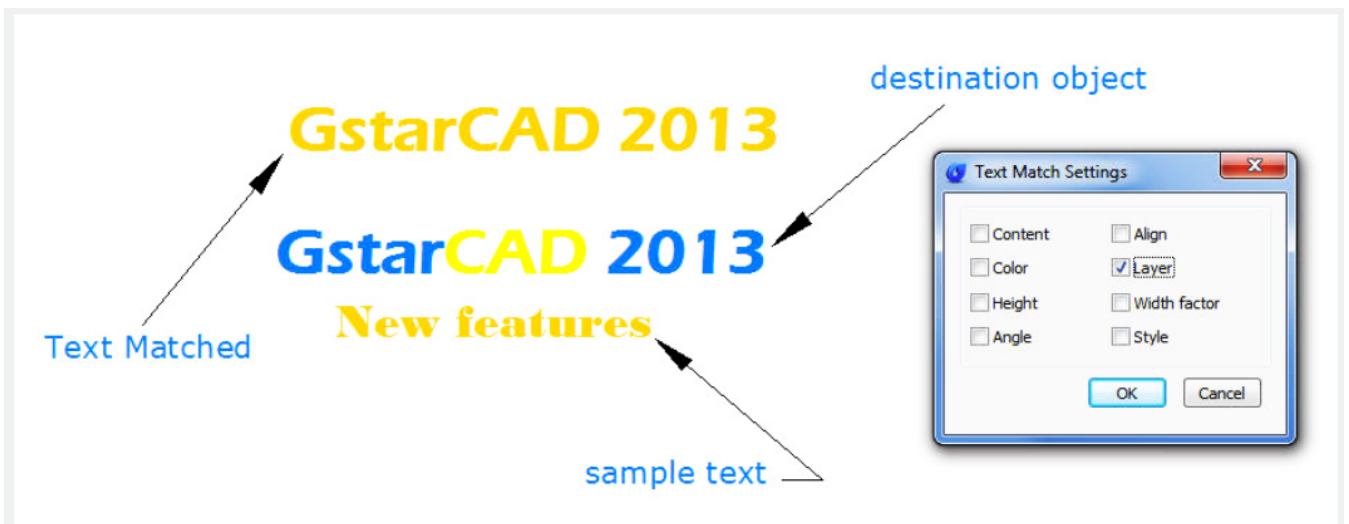 destination object
GstarCAD 2013
Text Match Settings
GstarCAD 2013
Content
Align
Color
Layer
Height
Width factor
New features
Text Matched
Angle
Style
OK
Cancel
sample text